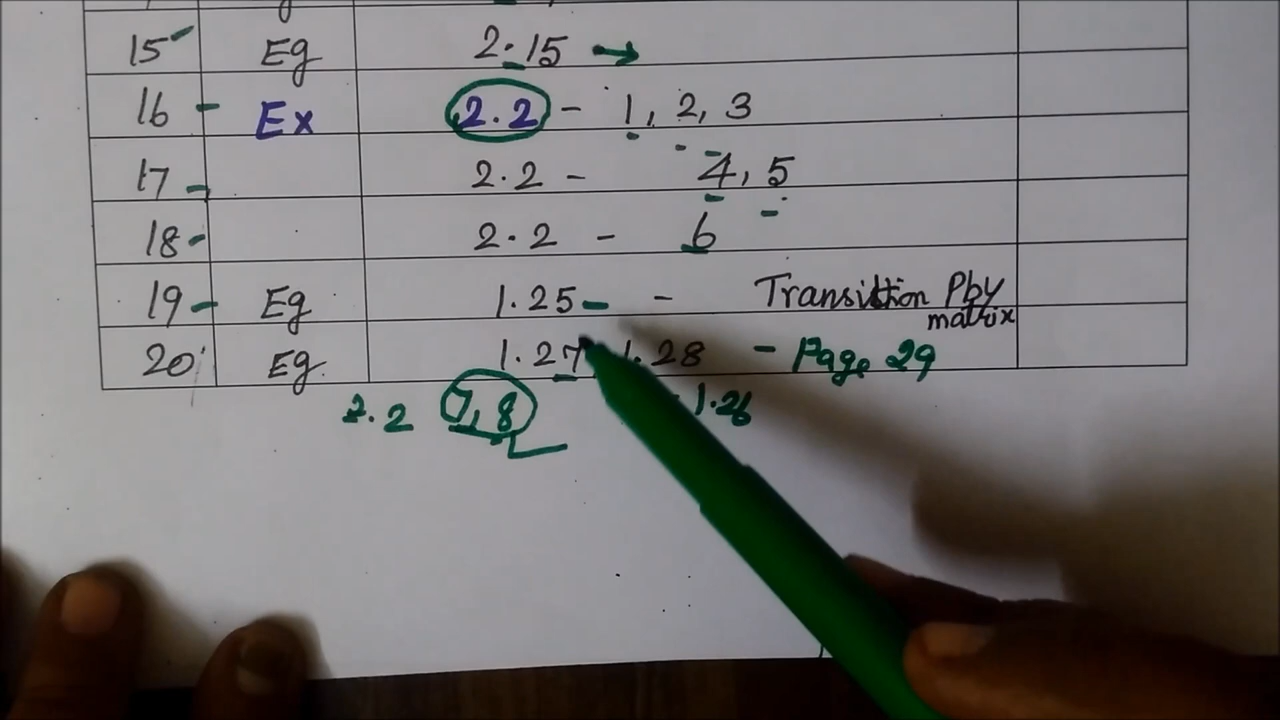 15 Eg 2.15 →
16 Ex 2.2 - 1, 2, 3
17 2.2 - 4, 5
18 2.2 - 6
19 Eg 1.25 - Transition Pby matrix
20 Eg. 1.27 1.28 - Page 29
2.2 7, 8 1.26